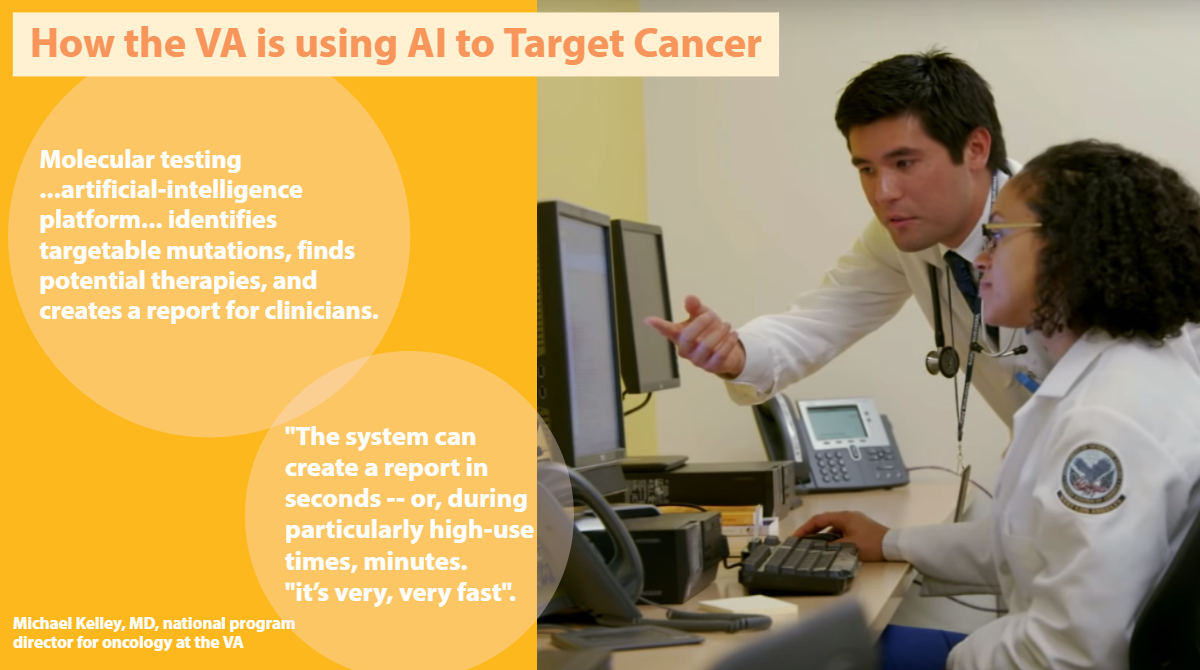 How the VA is using AI to Target Cancer
Molecular testing
...artificial-intelligence
platform... identifies
targetable mutations, finds
potential therapies, and
creates a report for clinicians.
"The system can
create a report in
seconds -- or, during
particularly high-use
times, minutes.
"it’s very, very fast".
Michael Kelley, MD, national program
director for oncology at the VA